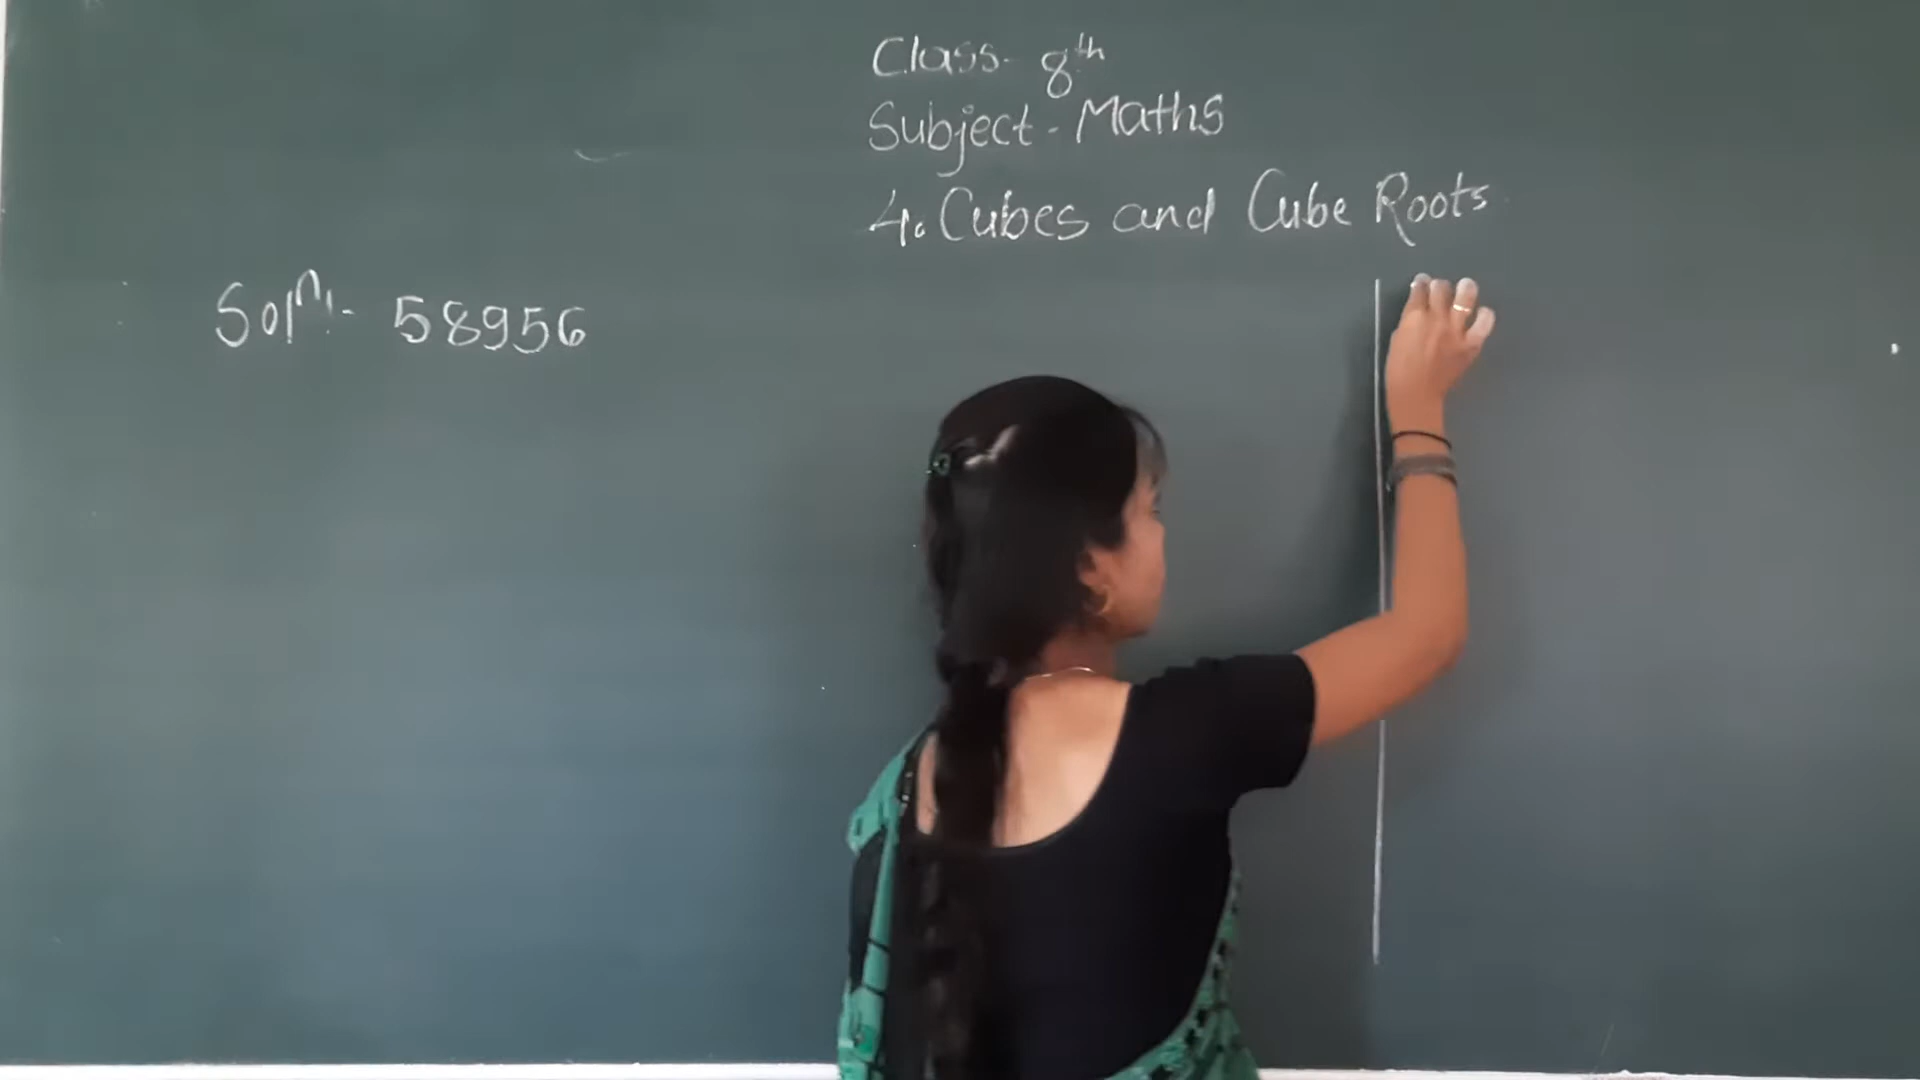 Class- 8th
Subject - Maths
4. Cubes and Cube Roots.
Soln:- 58956